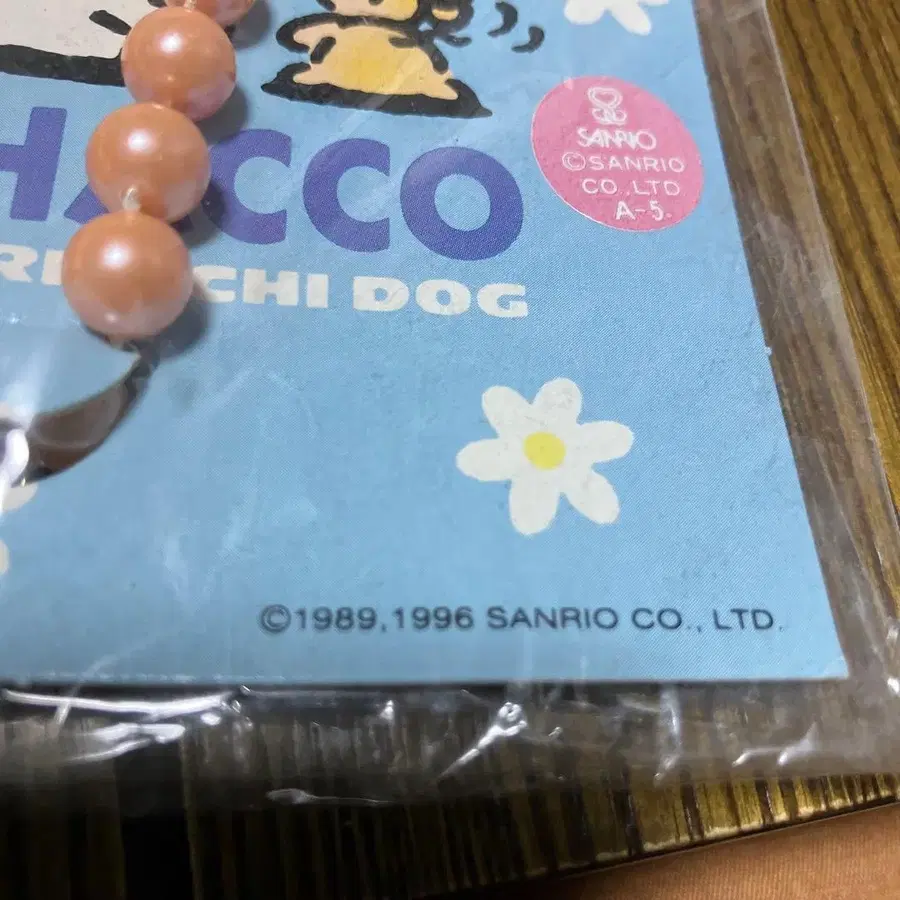 HACCO
CHI DOG
SANRIO
©SANRIO
CO.,LTD
A-5.
©1989,1996 SANRIO CO., LTD.